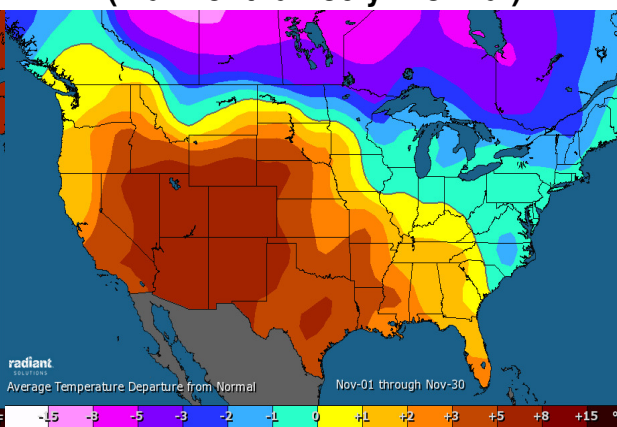 radiant
SOLUTIONS
Average Temperature Departure from Normal
Nov-01 through Nov-30
-15 -8 -5 -3 -2 -1 0 +1 +2 +3 +5 +8 +15 °